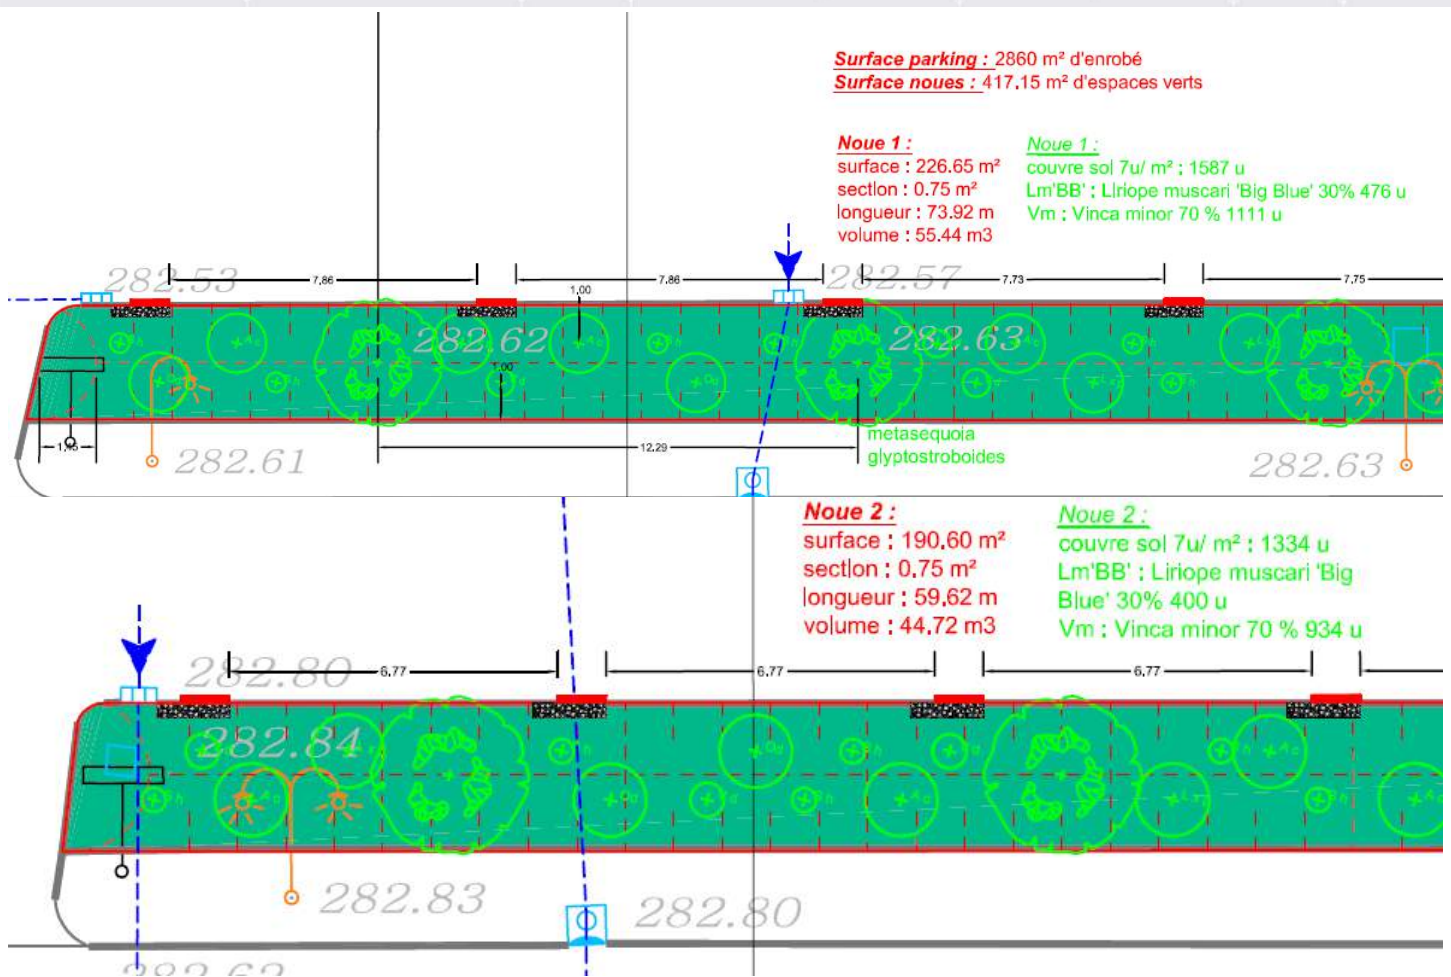 Surface parking : 2860 m² d'enrobé
Surface noues : 417.15 m² d'espaces verts
Noue 1 :
surface : 226.65 m²
section : 0.75 m²
longueur : 73.92 m
volume : 55.44 m3
Noue 1 :
couvre sol 7u/ m² : 1587 u
Lm'BB' : Liriope muscari 'Big Blue' 30% 476 u
Vm : Vinca minor 70 % 1111 u
282.53
7.86
7.86
282.57
7.73
7.75
1.00
282.62
282.63
1.00
12.29
metasequoia
glyptostroboides
282.61
282.63
Noue 2 :
surface : 190.60 m²
section : 0.75 m²
longueur : 59.62 m
volume : 44.72 m3
Noue 2 :
couvre sol 7u/ m² : 1334 u
Lm'BB' : Liriope muscari 'Big
Blue' 30% 400 u
Vm : Vinca minor 70 % 934 u
282.80
6.77
6.77
6.77
282.84
282.83
282.80
282.62